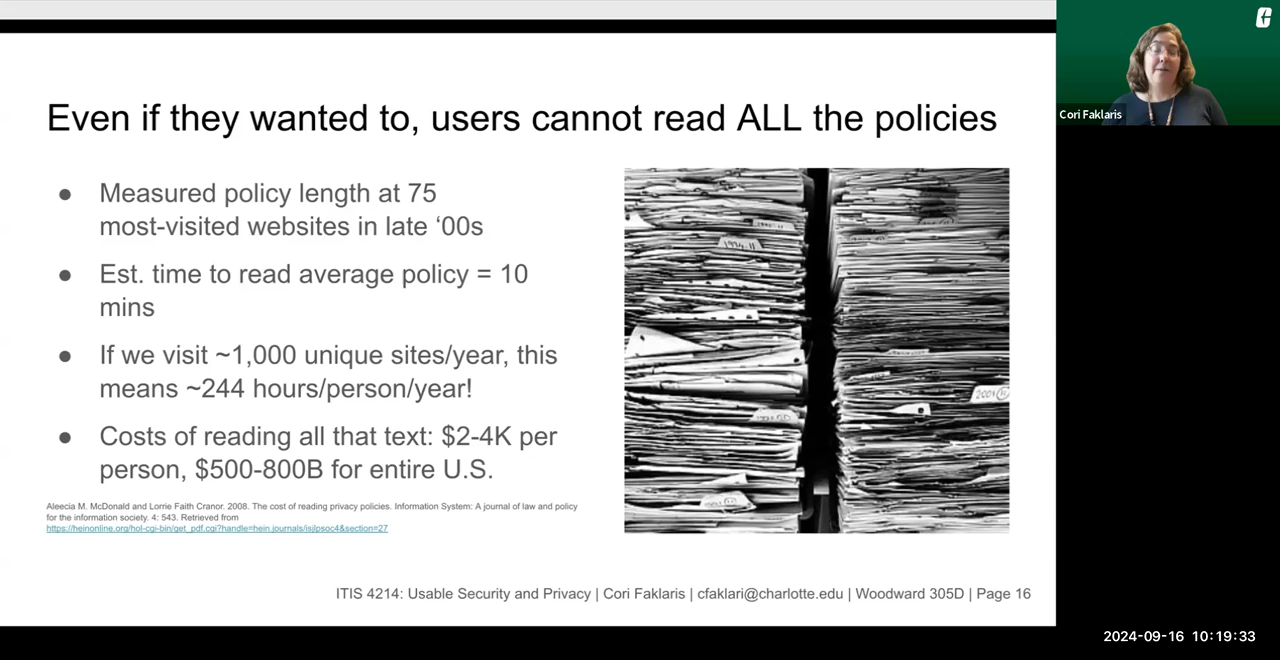 Even if they wanted to, users cannot read ALL the policies
● Measured policy length at 75
most-visited websites in late ‘00s
● Est. time to read average policy = 10
mins
● If we visit ~1,000 unique sites/year, this
means ~244 hours/person/year!
● Costs of reading all that text: $2-4K per
person, $500-800B for entire U.S.
Aleecia M. McDonald and Lorrie Faith Cranor. 2008. The cost of reading privacy policies. Information System: A journal of law and policy
for the information society. 4: 543. Retrieved from
https://heinonline.org/hol-cgi-bin/get_pdf.cgi?handle=hein.journals/isjlpsoc4&section=27
ITIS 4214: Usable Security and Privacy | Cori Faklaris | cfaklari@charlotte.edu | Woodward 305D | Page 16
Cori Faklaris
2024-09-16 10:19:33